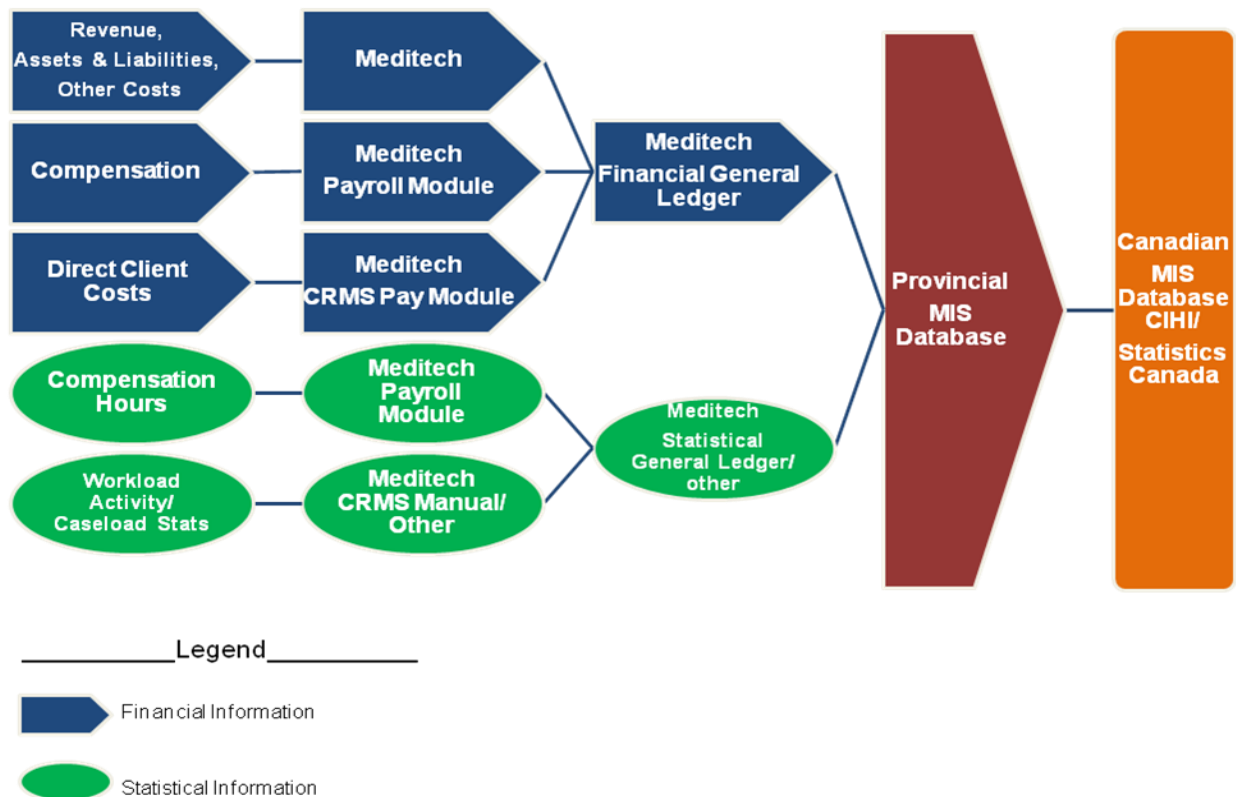 Revenue,
Assets & Liabilities,
Other Costs
Meditech
Compensation
Meditech
Payroll Module
Direct Client
Costs
Meditech
CRMS Pay Module
Meditech
Financial General
Ledger
Compensation
Hours
Meditech
Payroll
Module
Workload
Activity/
Caseload Stats
Meditech
CRMS Manual/
Other
Meditech
Statistical
General Ledger/
other
Provincial
MIS
Database
Canadian
MIS
Database
CIHI/
Statistics
Canada
Legend
Financial Information
Statistical Information